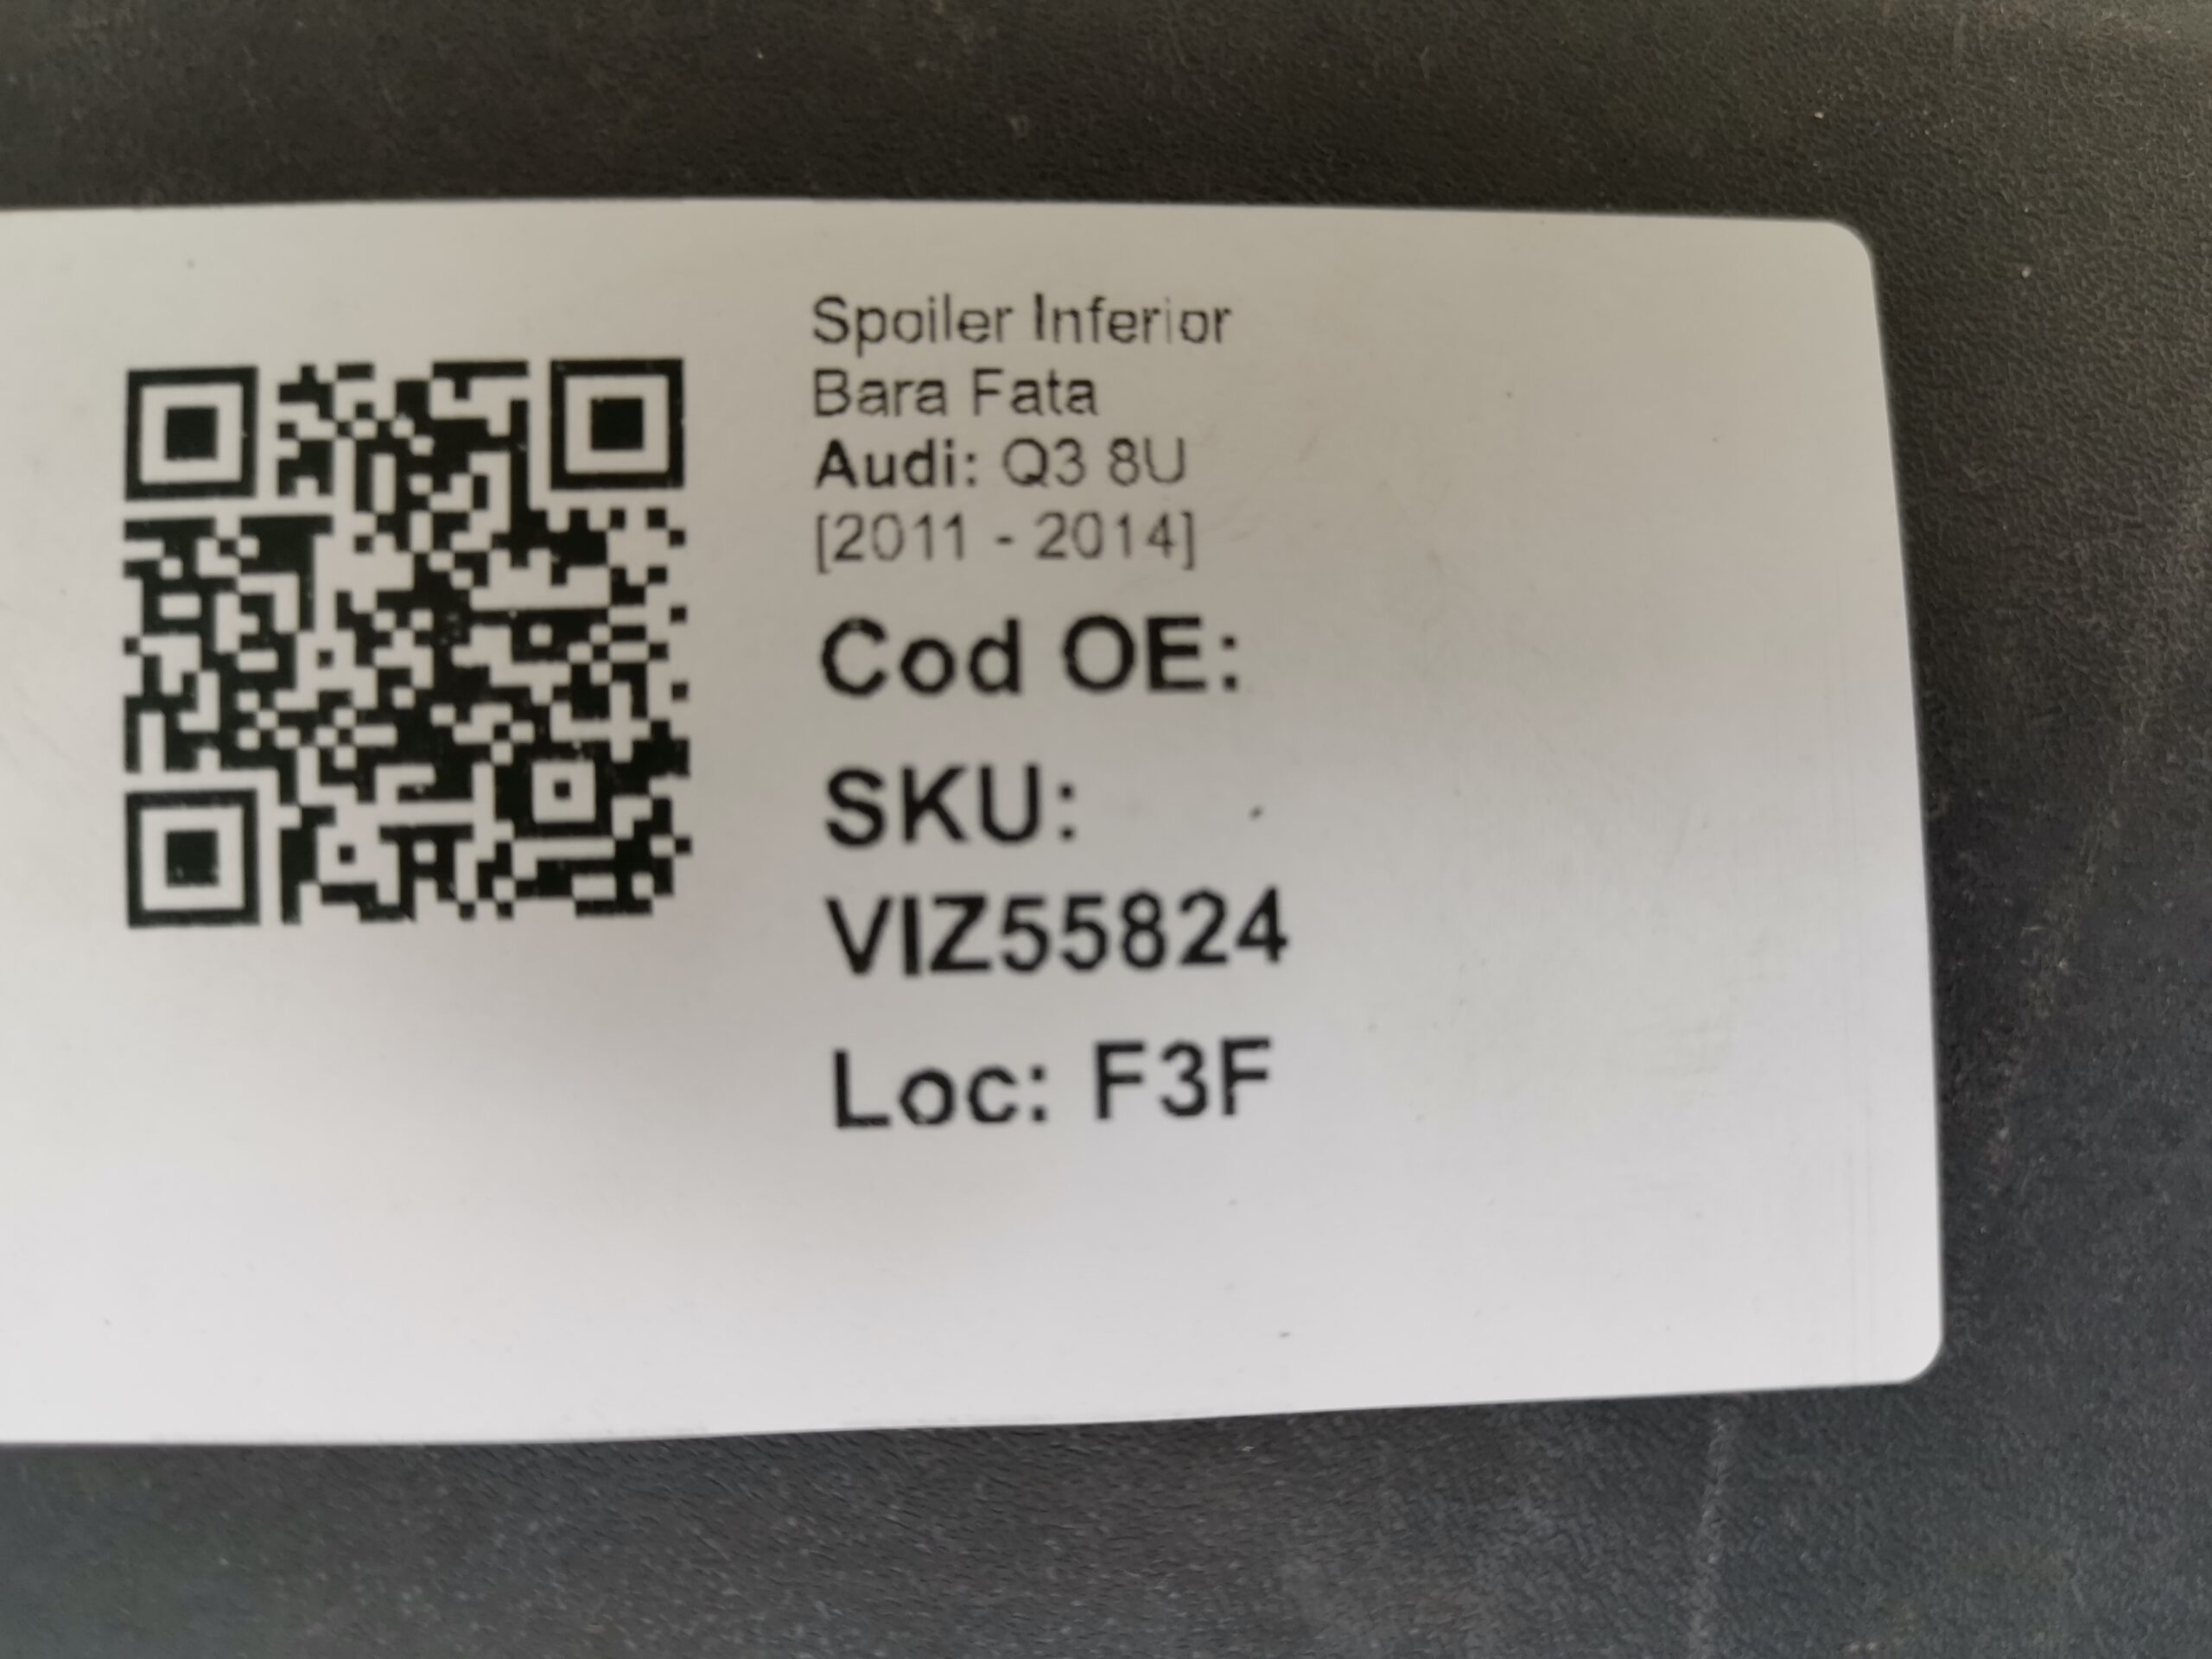 Spoiler Inferior
Bara Fata
Audi: Q3 8U
[2011 - 2014]
Cod OE:
SKU:
VIZ55824
Loc: F3F